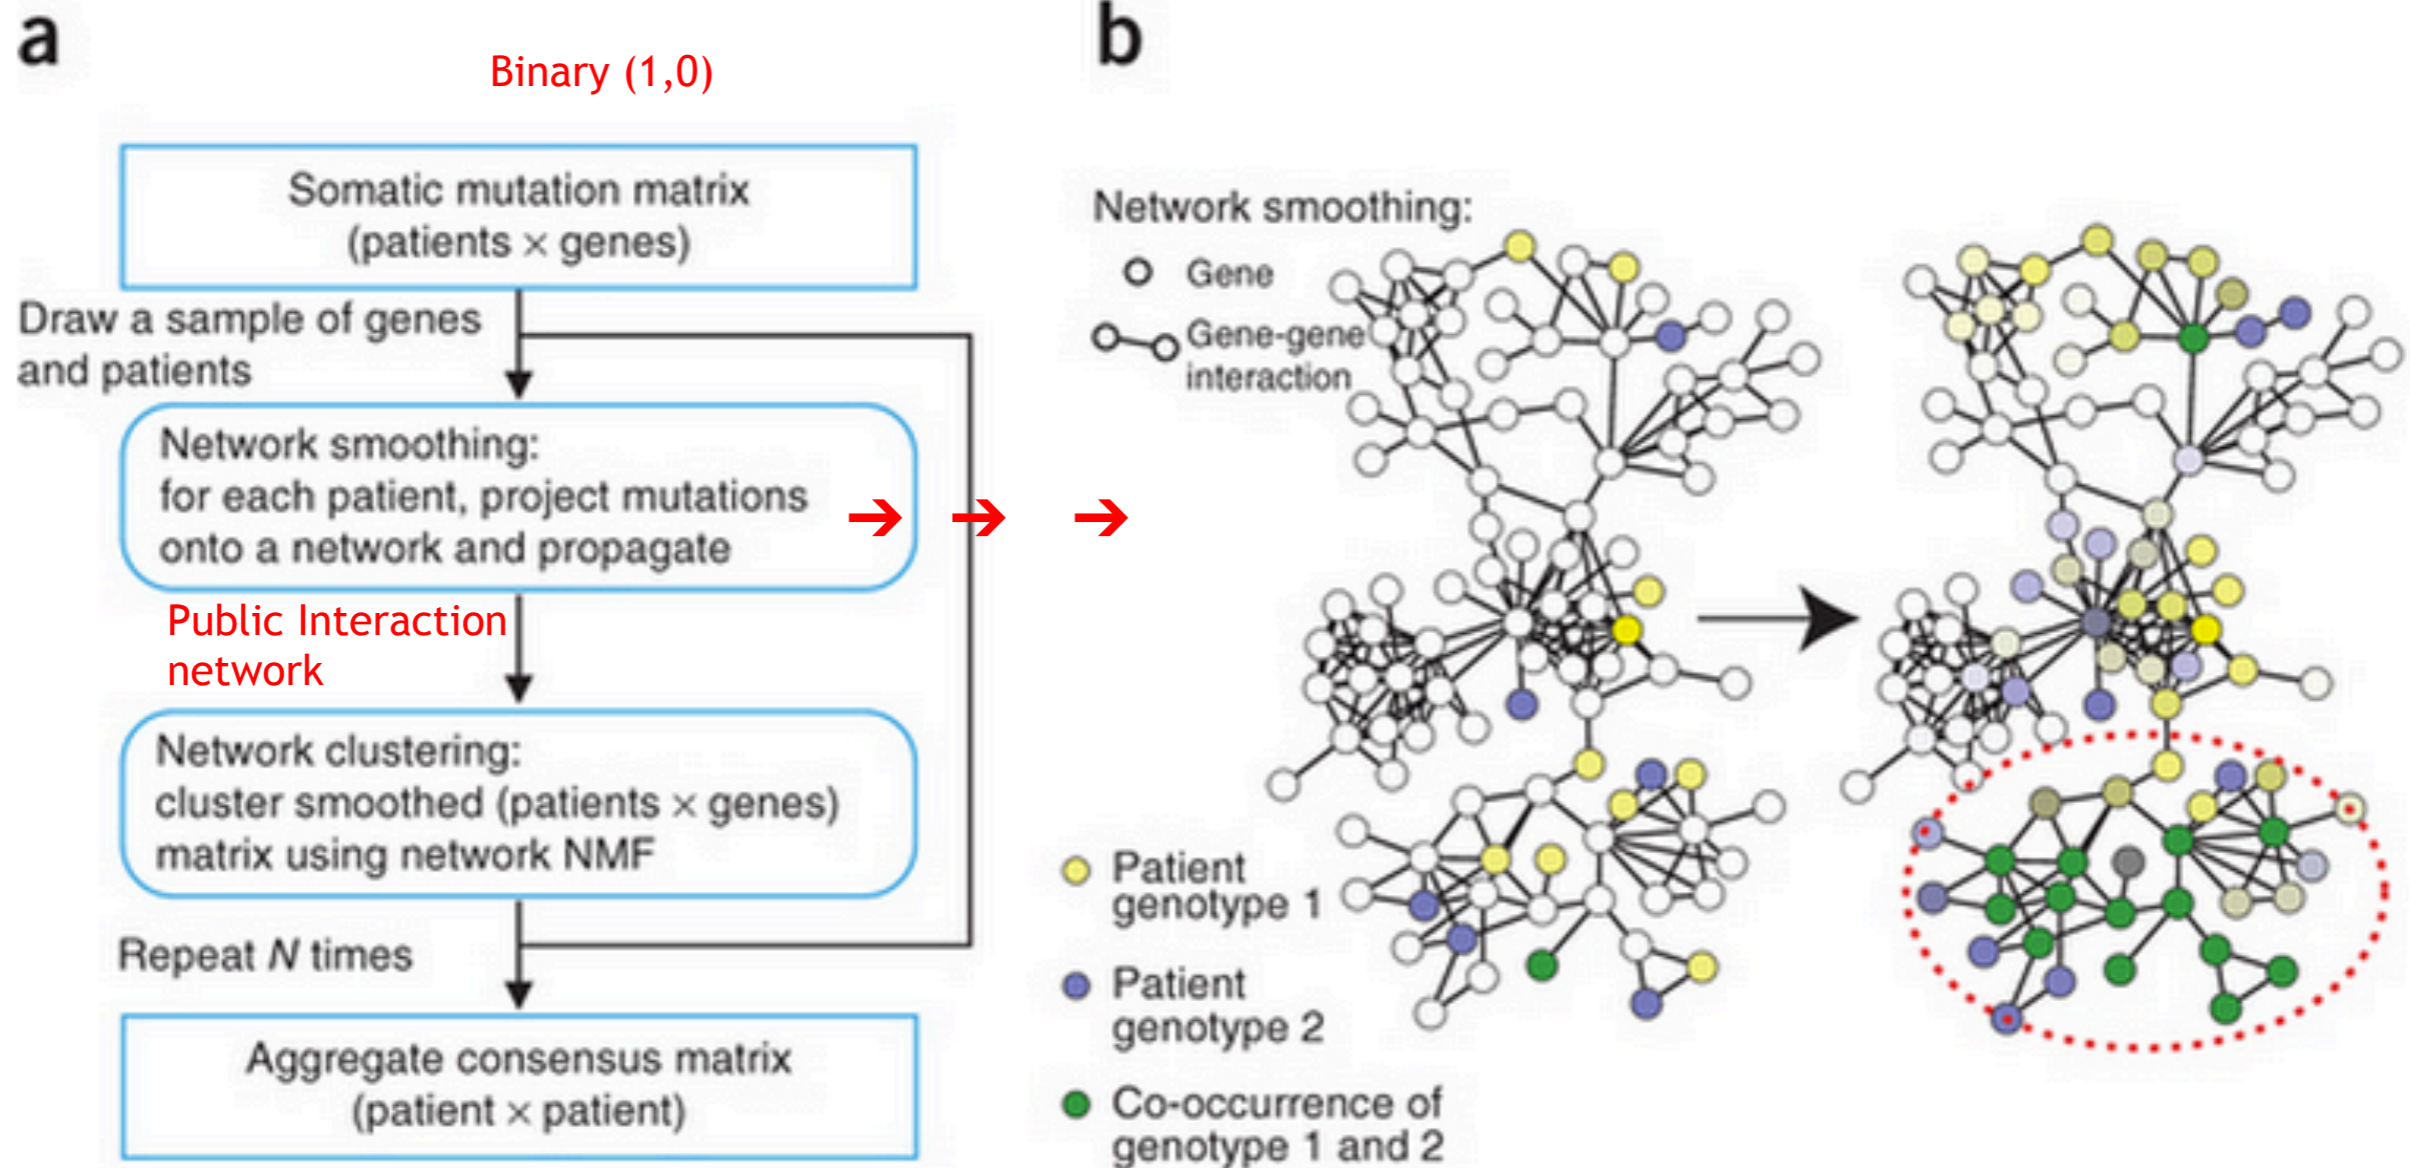 a
Binary (1,0)
Somatic mutation matrix
(patients × genes)
Draw a sample of genes
and patients
Network smoothing:
for each patient, project mutations
onto a network and propagate
Public Interaction
network
Network clustering:
cluster smoothed (patients × genes)
matrix using network NMF
Repeat N times
Aggregate consensus matrix
(patient × patient)
b
Network smoothing:
Gene
Gene-gene
interaction
Patient
genotype 1
Patient
genotype 2
Co-occurrence of
genotype 1 and 2